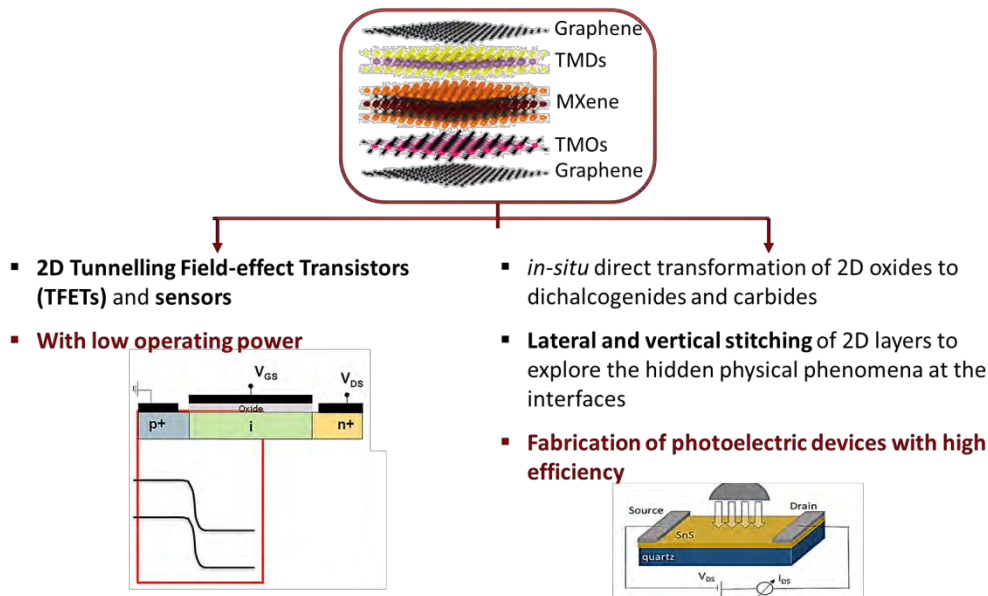 Graphene
TMDs
MXene
TMOs
Graphene
▪ 2D Tunnelling Field-effect Transistors
(TFETs) and sensors
▪ With low operating power
VGS
VDS
Oxide
p+ i n+
▪ in-situ direct transformation of 2D oxides to
dichalcogenides and carbides
▪ Lateral and vertical stitching of 2D layers to
explore the hidden physical phenomena at the
interfaces
▪ Fabrication of photoelectric devices with high
efficiency
Source
Drain
SnS
quartz
VDS
IDS